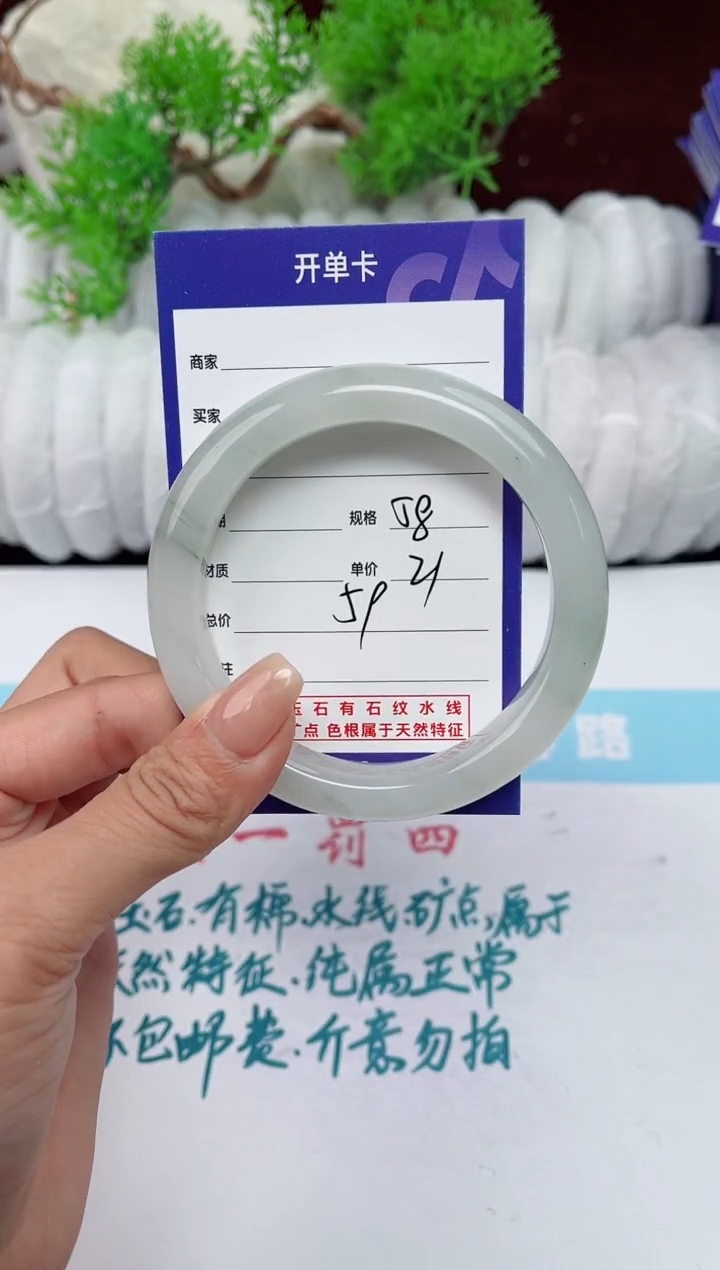 开单卡
商家
买家
规格 58
材质 单价 21
总价 59
玉石有石纹水线
矿点色根属于天然特征
路
一罚四
玉石.有棉.水线.矿点,属于
天然特征.纯属正常
不包邮费.介意勿拍